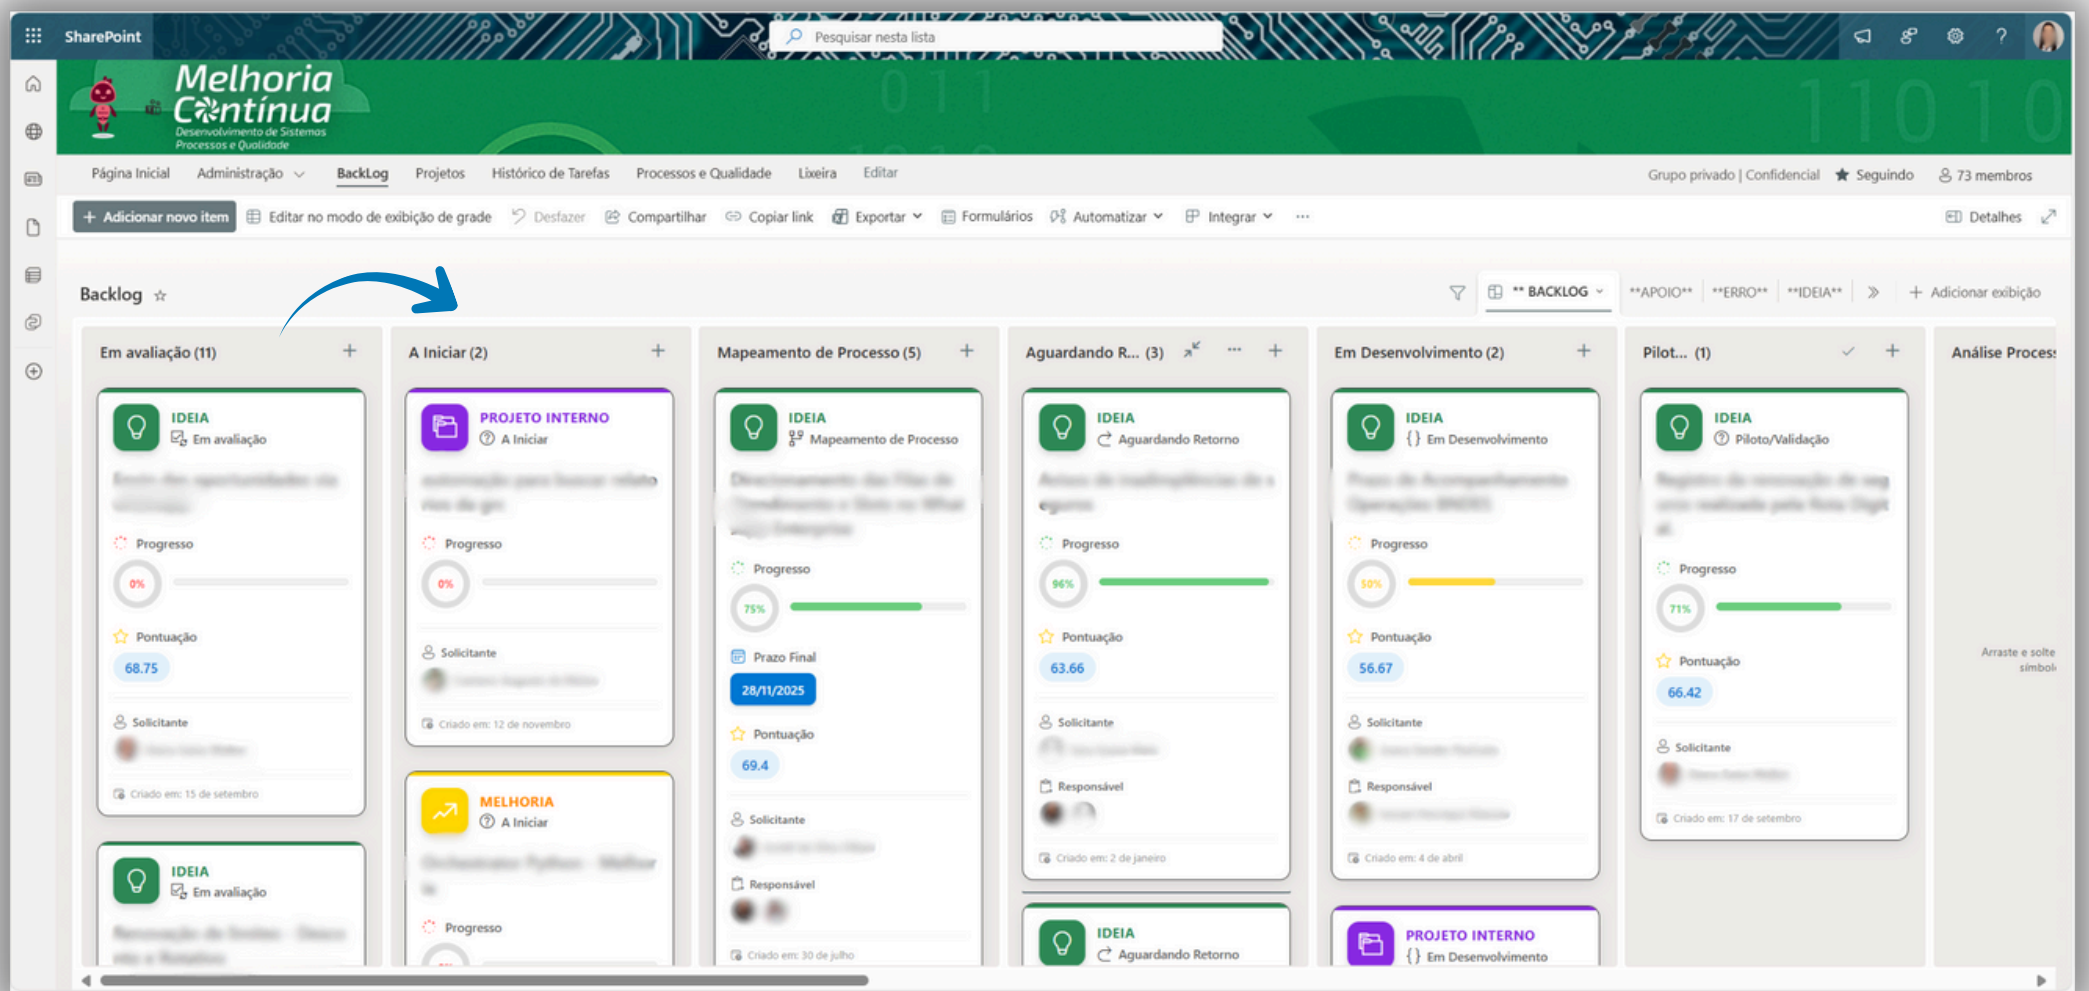 SharePoint
Pesquisar nesta lista
?
Melhoria
Contínua
Desenvolvimento de Sistemas
Processos e Qualidade
011
11010
Página Inicial Administração BackLog Projetos Histórico de Tarefas Processos e Qualidade Lixeira Editar
Grupo privado | Confidencial Seguindo 73 membros
+ Adicionar novo item Editar no modo de exibição de grade Desfazer Compartilhar Copiar link Exportar Formulários Automatizar Integrar ... Detalhes
Backlog
** BACKLOG **APOIO** **ERRO** **IDEIA** + Adicionar exibição
Em avaliação (11) +
IDEIA
Em avaliação
Progresso
0%
Pontuação
68.75
Solicitante
Criado em: 15 de setembro
IDEIA
Em avaliação
A Iniciar (2) +
PROJETO INTERNO
A Iniciar
Progresso
0%
Solicitante
Criado em: 12 de novembro
MELHORIA
A Iniciar
Progresso
Mapeamento de Processo (5) +
IDEIA
Mapeamento de Processo
Progresso
75%
Prazo Final
28/11/2025
Pontuação
69.4
Solicitante
Responsável
Criado em: 30 de julho
Aguardando R... (3) ... +
IDEIA
Aguardando Retorno
Progresso
96%
Pontuação
63.66
Solicitante
Responsável
Criado em: 2 de janeiro
IDEIA
Aguardando Retorno
Em Desenvolvimento (2) +
IDEIA
{ } Em Desenvolvimento
Progresso
50%
Pontuação
56.67
Solicitante
Responsável
Criado em: 4 de abril
PROJETO INTERNO
{ } Em Desenvolvimento
Pilot... (1) +
IDEIA
Piloto/Validação
Progresso
71%
Pontuação
66.42
Solicitante
Criado em: 17 de setembro
Análise Process
Arraste e solte
símbolo